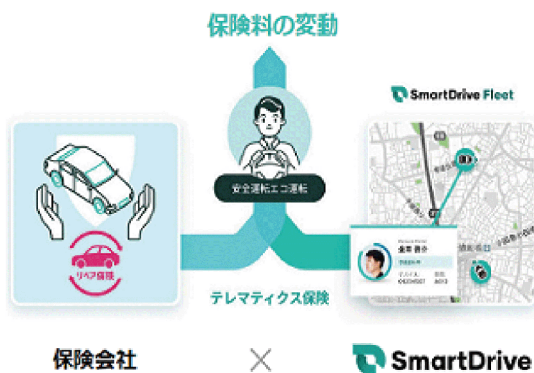 保険料の変動
SmartDrive Fleet
安全運転エコ運転
リペア保険
テレマティクス保険
保険会社
×
SmartDrive